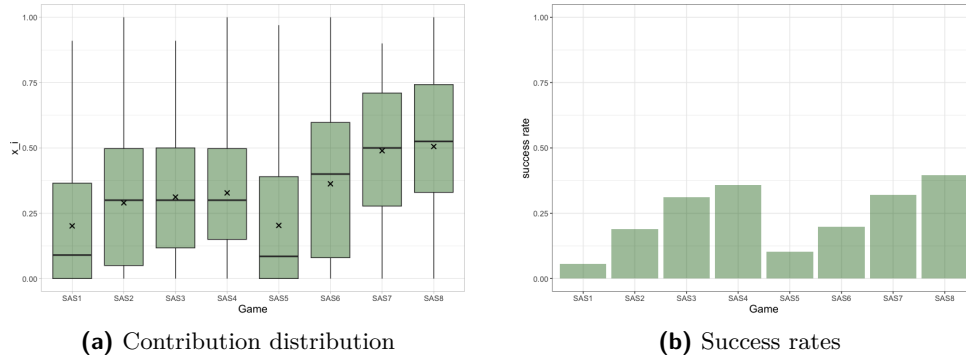 1.00
0.75
0.50
0.25
0.00
x_i
SAS1 SAS2 SAS3 SAS4 SAS5 SAS6 SAS7 SAS8
Game
(a) Contribution distribution
1.00
0.75
0.50
0.25
0.00
success rate
SAS1 SAS2 SAS3 SAS4 SAS5 SAS6 SAS7 SAS8
Game
(b) Success rates